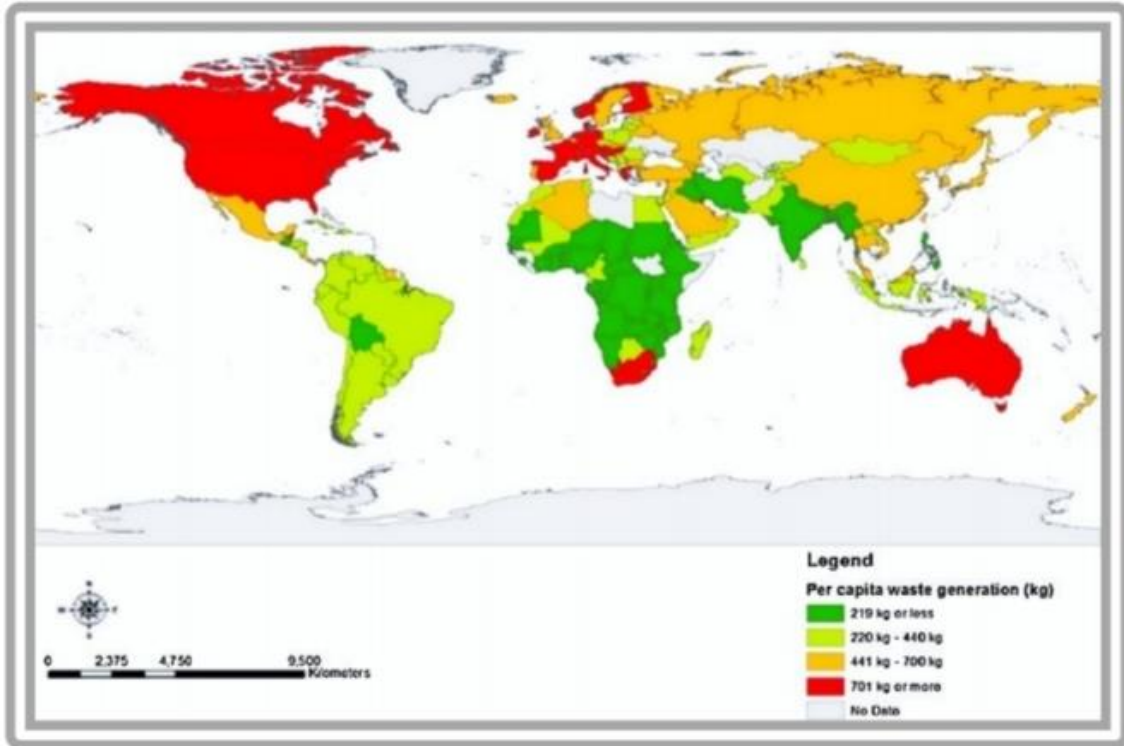 Legend
Per capita waste generation (kg)
219 kg or less
220 kg - 440 kg
441 kg - 700 kg
701 kg or more
No Data
0 2,375 4,750 9,500
Kilometers